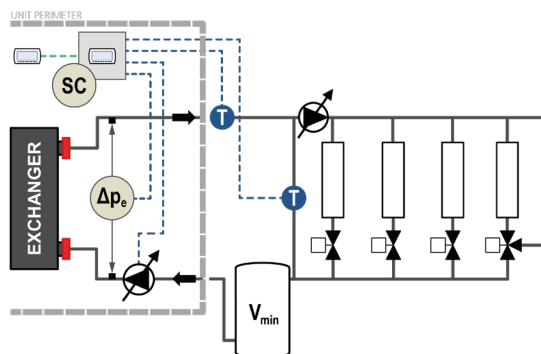 UNIT PERIMETER
SC
T
T
EXCHANGER
Δpe
Vmin